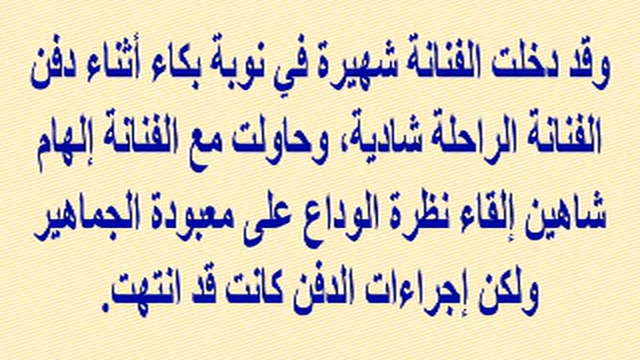 وقد دخلت الفنانة شهيرة في نوبة بكاء أثناء دفن
الفنانة الراحلة شادية، وحاولت مع الفنانة إلهام
شاهين إلقاء نظرة الوداع على معبودة الجماهير
ولكن إجراءات الدفن كانت قد انتهت.